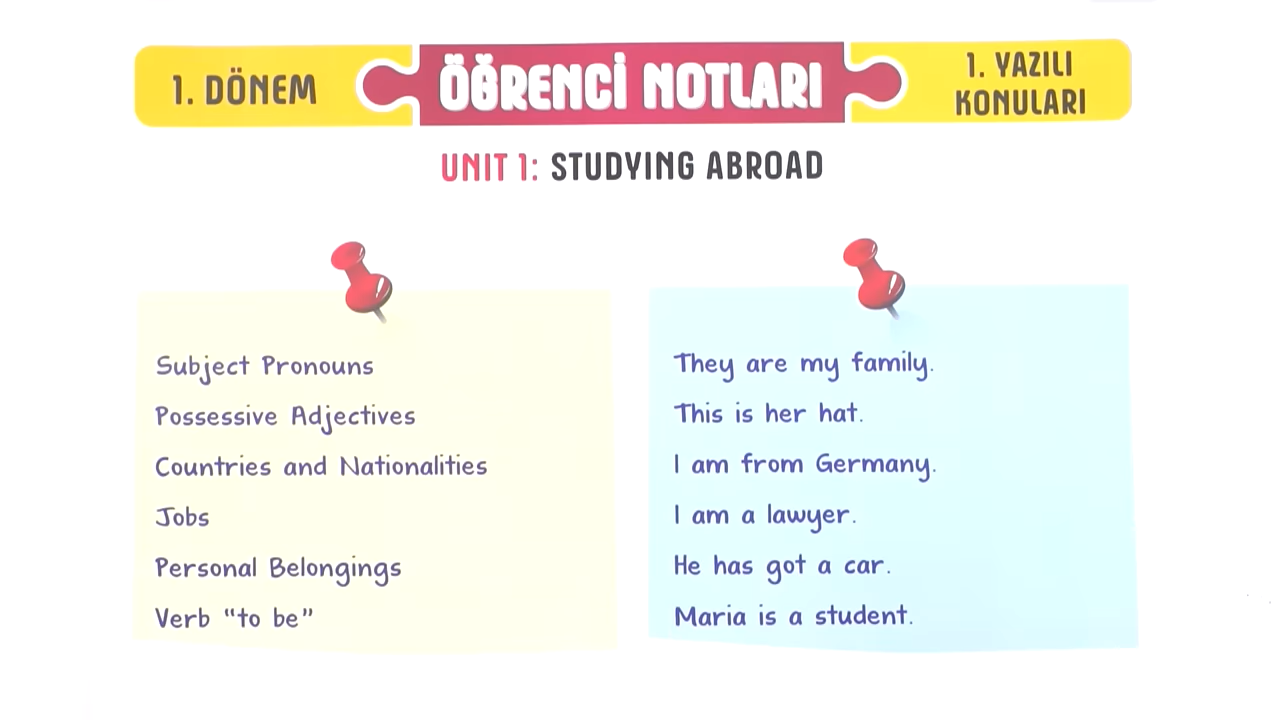 1. DÖNEM
ÖĞRENCİ NOTLARI
1. YAZILI
KONULARI
UNIT 1: STUDYING ABROAD
Subject Pronouns
Possessive Adjectives
Countries and Nationalities
Jobs
Personal Belongings
Verb “to be”
They are my family.
This is her hat.
I am from Germany.
I am a lawyer.
He has got a car.
Maria is a student.